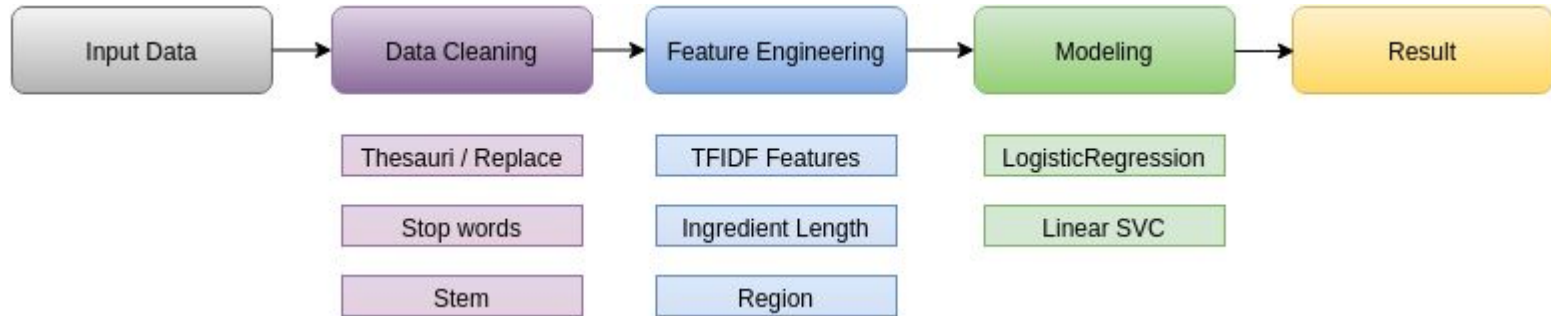 Input Data
Data Cleaning
Feature Engineering
Modeling
Result
Thesauri / Replace
TFIDF Features
LogisticRegression
Stop words
Ingredient Length
Linear SVC
Stem
Region